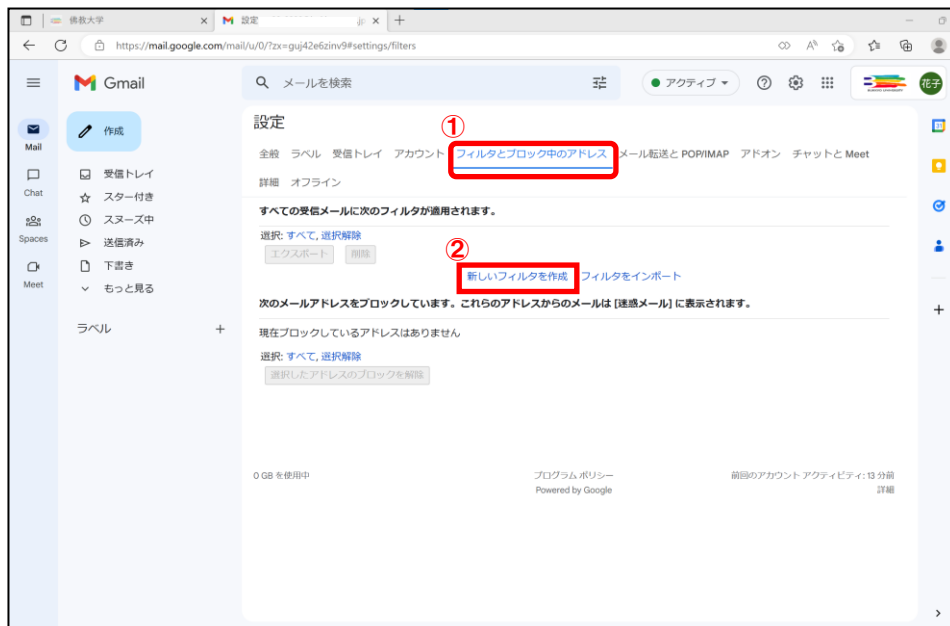 佛教大学
設定
https://mail.google.com/mail/u/0/?zx=guj42e6zinv9#settings/filters
Gmail
メールを検索
アクティブ
花子
Mail
Chat
Spaces
Meet
作成
受信トレイ
スター付き
スヌーズ中
送信済み
下書き
もっと見る
ラベル
設定
①
全般 ラベル 受信トレイ アカウント フィルタとブロック中のアドレス メール転送と POP/IMAP アドオン チャットと Meet
詳細 オフライン
すべての受信メールに次のフィルタが適用されます。
選択: すべて, 選択解除
エクスポート 削除
②
新しいフィルタを作成 フィルタをインポート
次のメールアドレスをブロックしています。これらのアドレスからのメールは [迷惑メール] に表示されます。
現在ブロックしているアドレスはありません
選択: すべて, 選択解除
選択したアドレスのブロックを解除
0 GB を使用中
プログラム ポリシー
Powered by Google
前回のアカウント アクティビティ: 13 分前
詳細
31